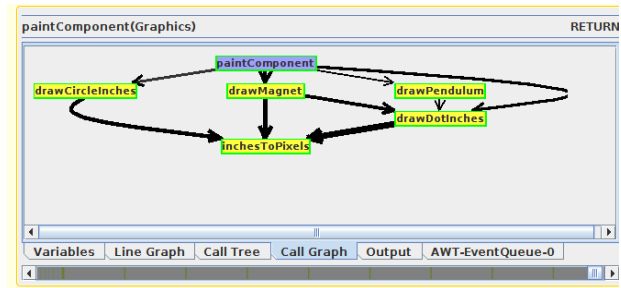 paintComponent(Graphics) RETURN
paintComponent
drawCircleInches drawMagnet drawPendulum
drawDotInches
inchesToPixels
Variables Line Graph Call Tree Call Graph Output AWT-EventQueue-0